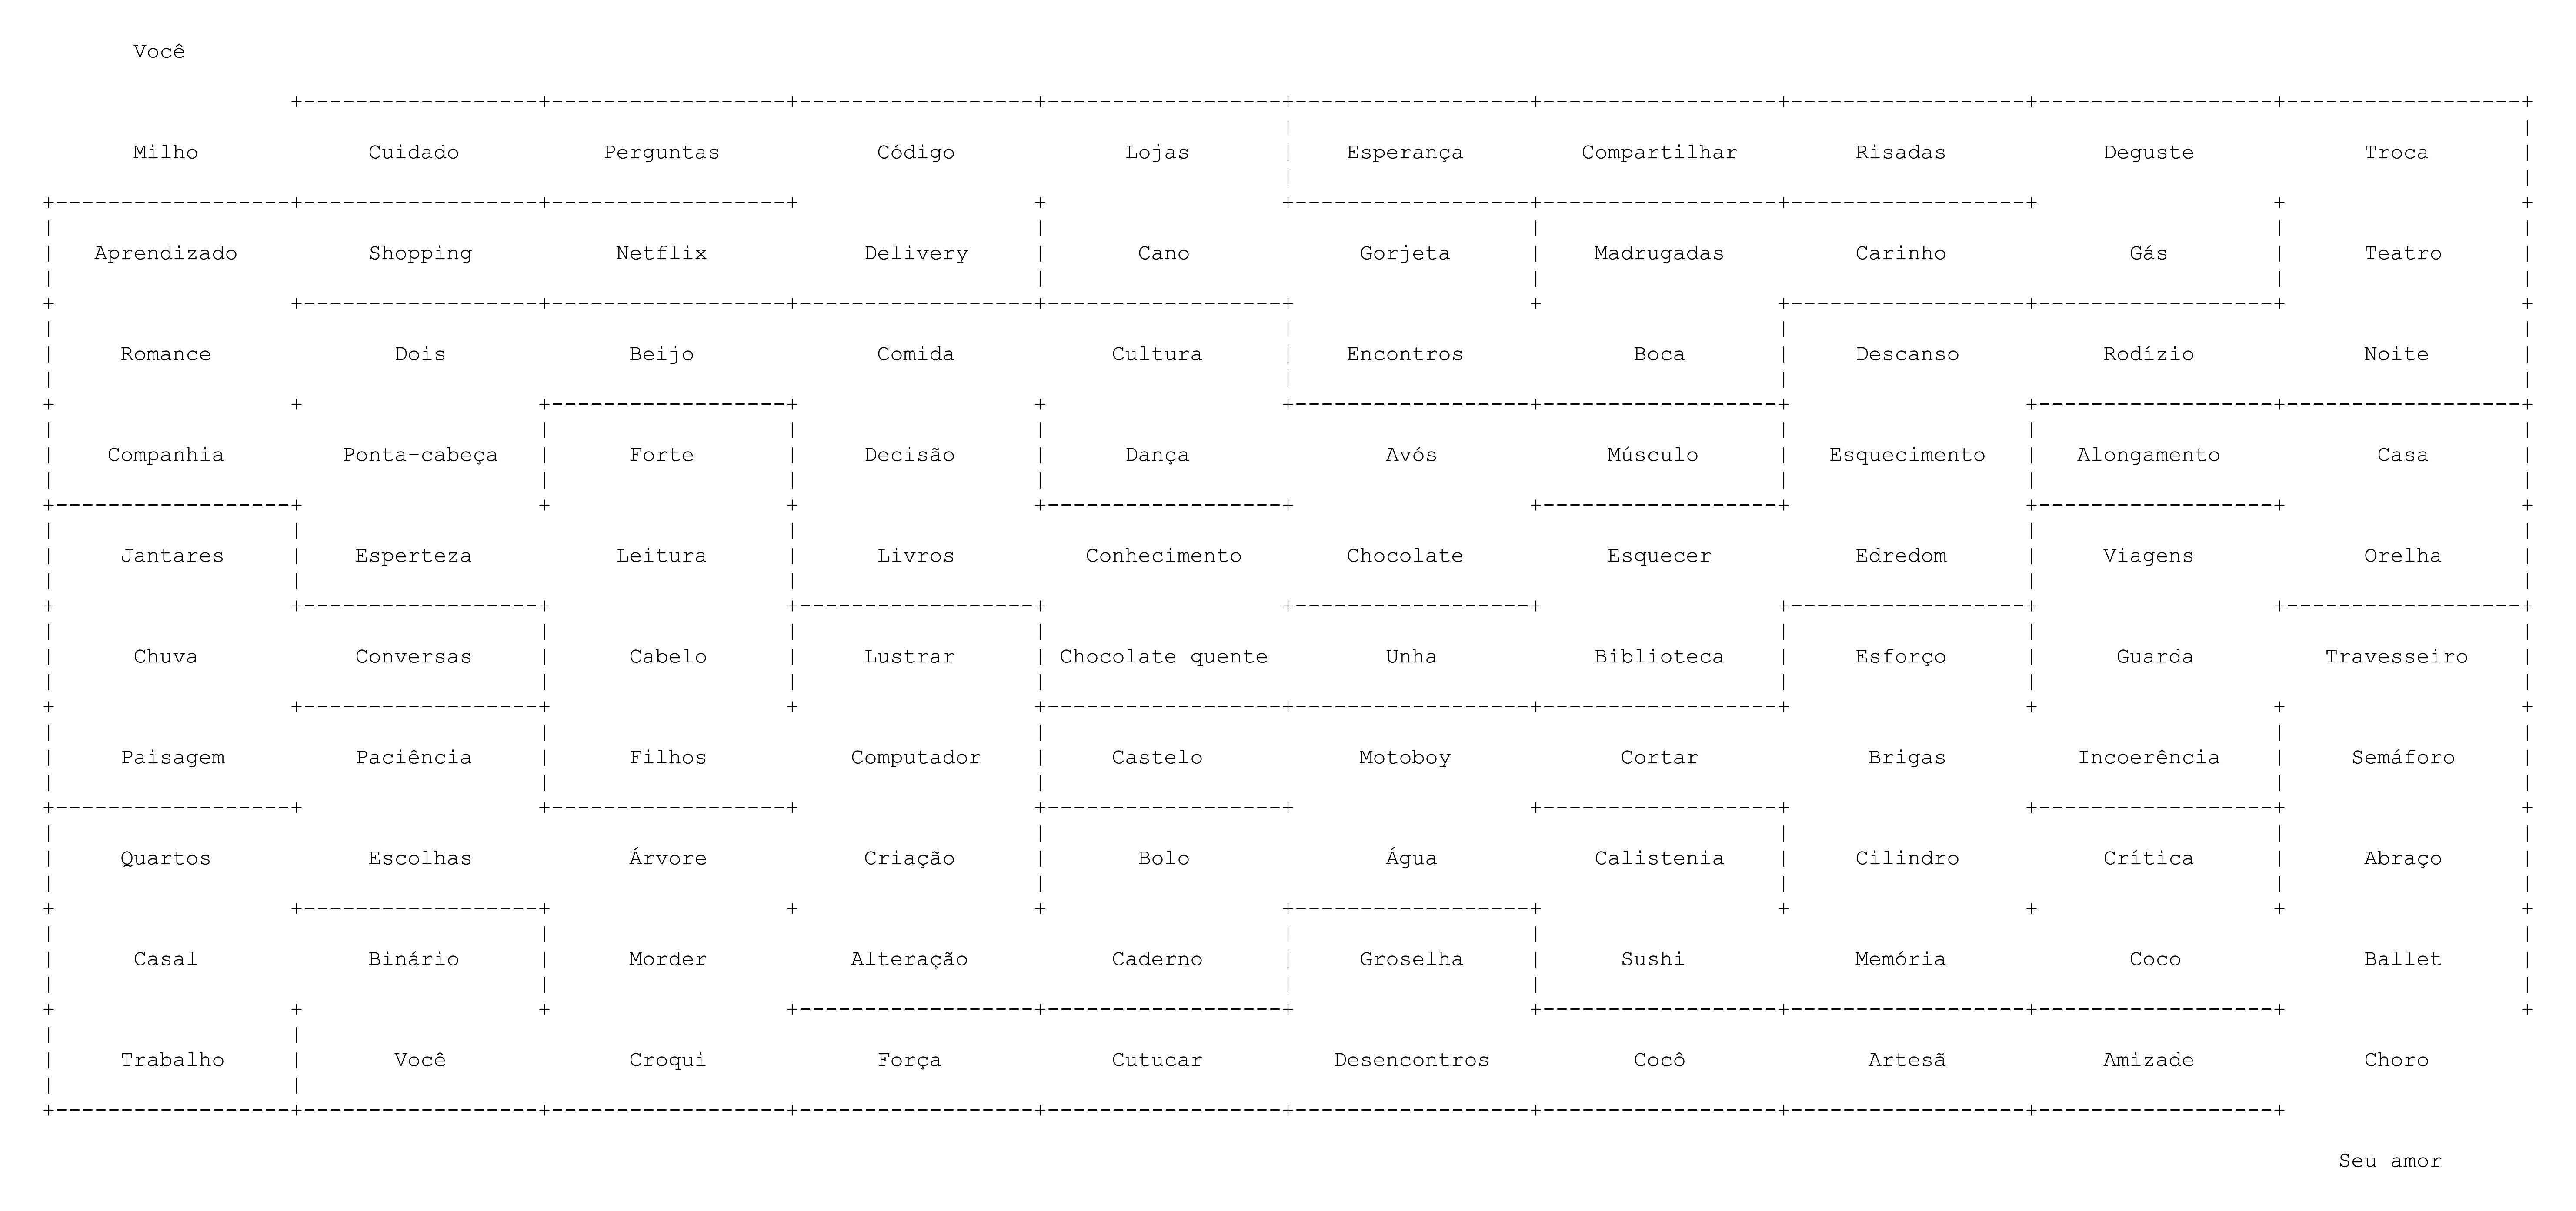 Você
Milho Cuidado Perguntas Código Lojas Esperança Compartilhar Risadas Deguste Troca
Aprendizado Shopping Netflix Delivery Cano Gorjeta Madrugadas Carinho Gás Teatro
Romance Dois Beijo Comida Cultura Encontros Boca Descanso Rodízio Noite
Companhia Ponta-cabeça Forte Decisão Dança Avós Músculo Esquecimento Alongamento Casa
Jantares Esperteza Leitura Livros Conhecimento Chocolate Esquecer Edredom Viagens Orelha
Chuva Conversas Cabelo Lustrar Chocolate quente Unha Biblioteca Esforço Guarda Travesseiro
Paisagem Paciência Filhos Computador Castelo Motoboy Cortar Brigas Incoerência Semáforo
Quartos Escolhas Árvore Criação Bolo Água Calistenia Cilindro Crítica Abraço
Casal Binário Morder Alteração Caderno Groselha Sushi Memória Coco Ballet
Trabalho Você Croqui Força Cutucar Desencontros Cocô Artesã Amizade Choro
Seu amor